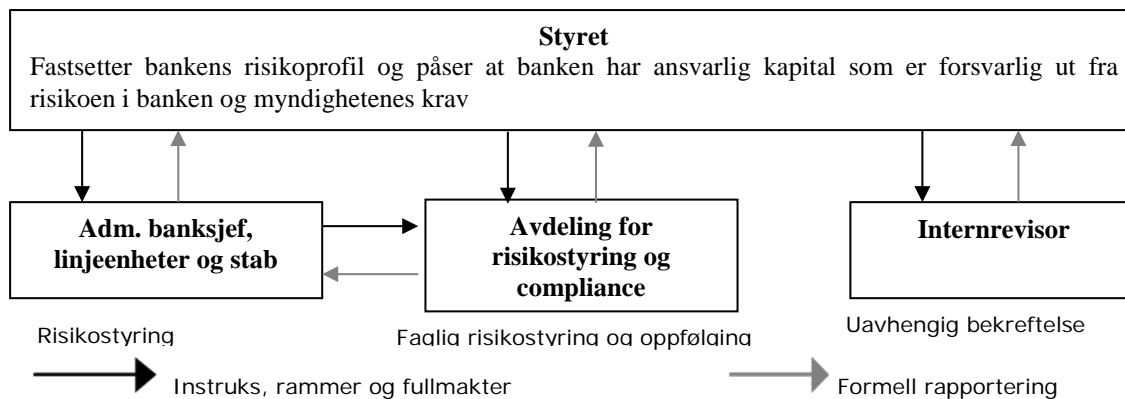 Styret
Fastsetter bankens risikoprofil og påser at banken har ansvarlig kapital som er forsvarlig ut fra
risikoen i banken og myndighetenes krav
Adm. banksjef,
linjeenheter og stab
Avdeling for
risikostyring og
compliance
Internrevisor
Risikostyring
Faglig risikostyring og oppfølging
Uavhengig bekreftelse
Instruks, rammer og fullmakter
Formell rapportering